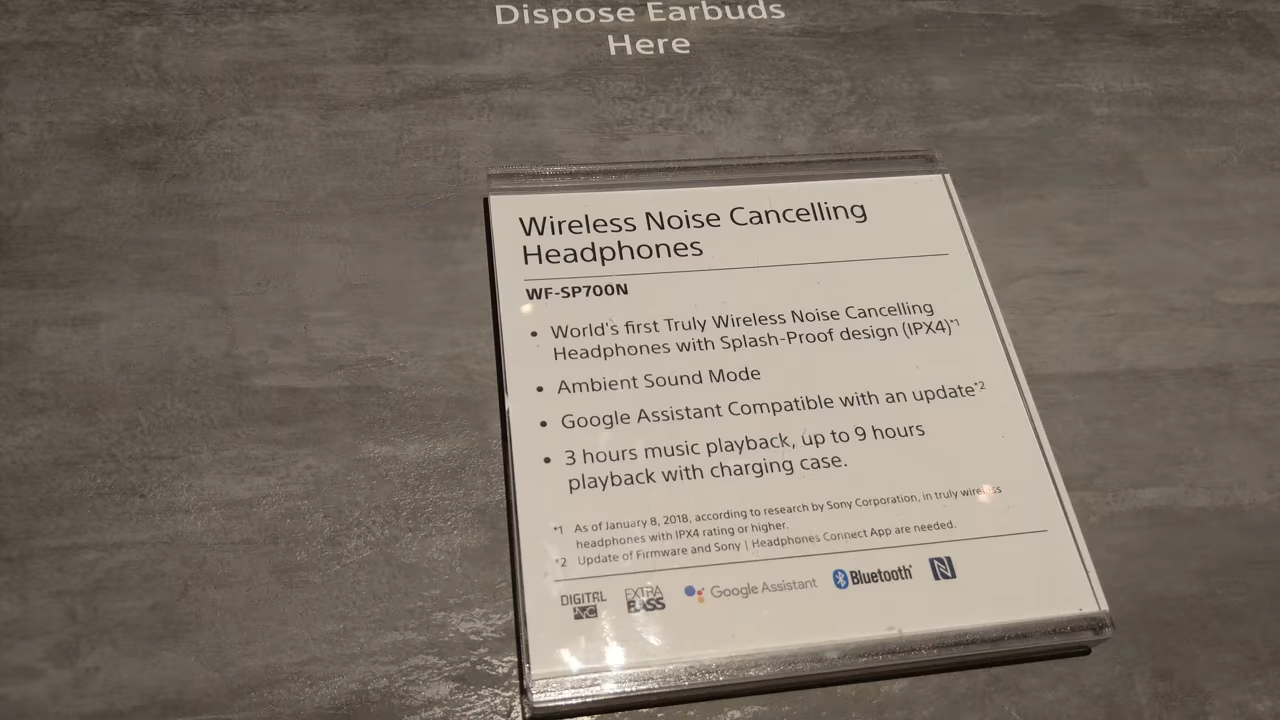 Dispose Earbuds
Here
Wireless Noise Cancelling
Headphones
WF-SP700N
• World's first Truly Wireless Noise Cancelling
Headphones with Splash-Proof design (IPX4)*1
• Ambient Sound Mode
• Google Assistant Compatible with an update*2
• 3 hours music playback, up to 9 hours
playback with charging case.
*1 As of January 8, 2018, according to research by Sony Corporation, in truly wireless
headphones with IPX4 rating or higher.
*2 Update of Firmware and Sony | Headphones Connect App are needed.
DIGITAL NC EXTRA BASS Google Assistant Bluetooth